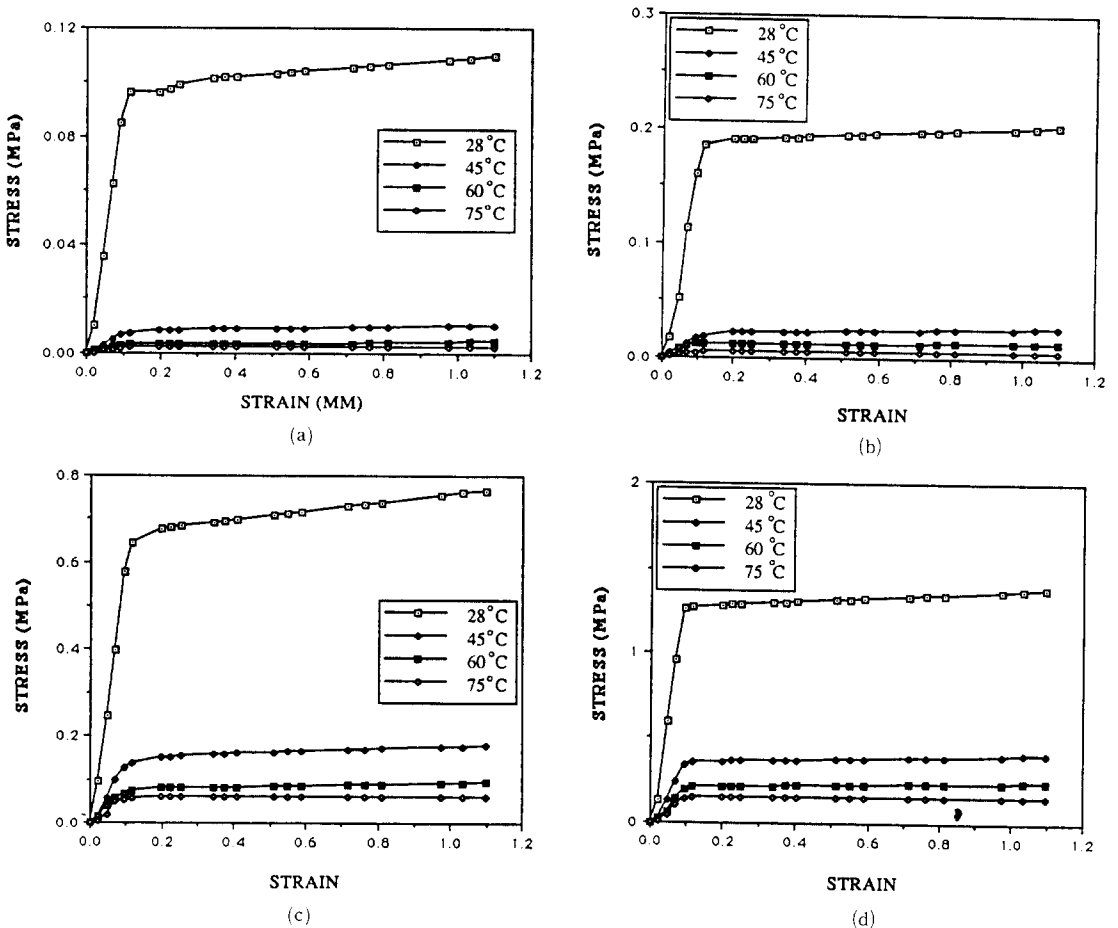 (a)
0.12
0.08
0.04
0.00
STRESS (MPa)
28°C
45°C
60°C
75°C
0.0 0.2 0.4 0.6 0.8 1.0 1.2
STRAIN (MM)
(b)
0.3
0.2
0.1
0.0
STRESS (MPa)
28°C
45°C
60°C
75°C
0.0 0.2 0.4 0.6 0.8 1.0 1.2
STRAIN
(c)
0.8
0.6
0.4
0.2
0.0
STRESS (MPa)
28°C
45°C
60°C
75°C
0.0 0.2 0.4 0.6 0.8 1.0 1.2
STRAIN
(d)
2
1
0
STRESS (MPa)
28°C
45°C
60°C
75°C
0.0 0.2 0.4 0.6 0.8 1.0 1.2
STRAIN